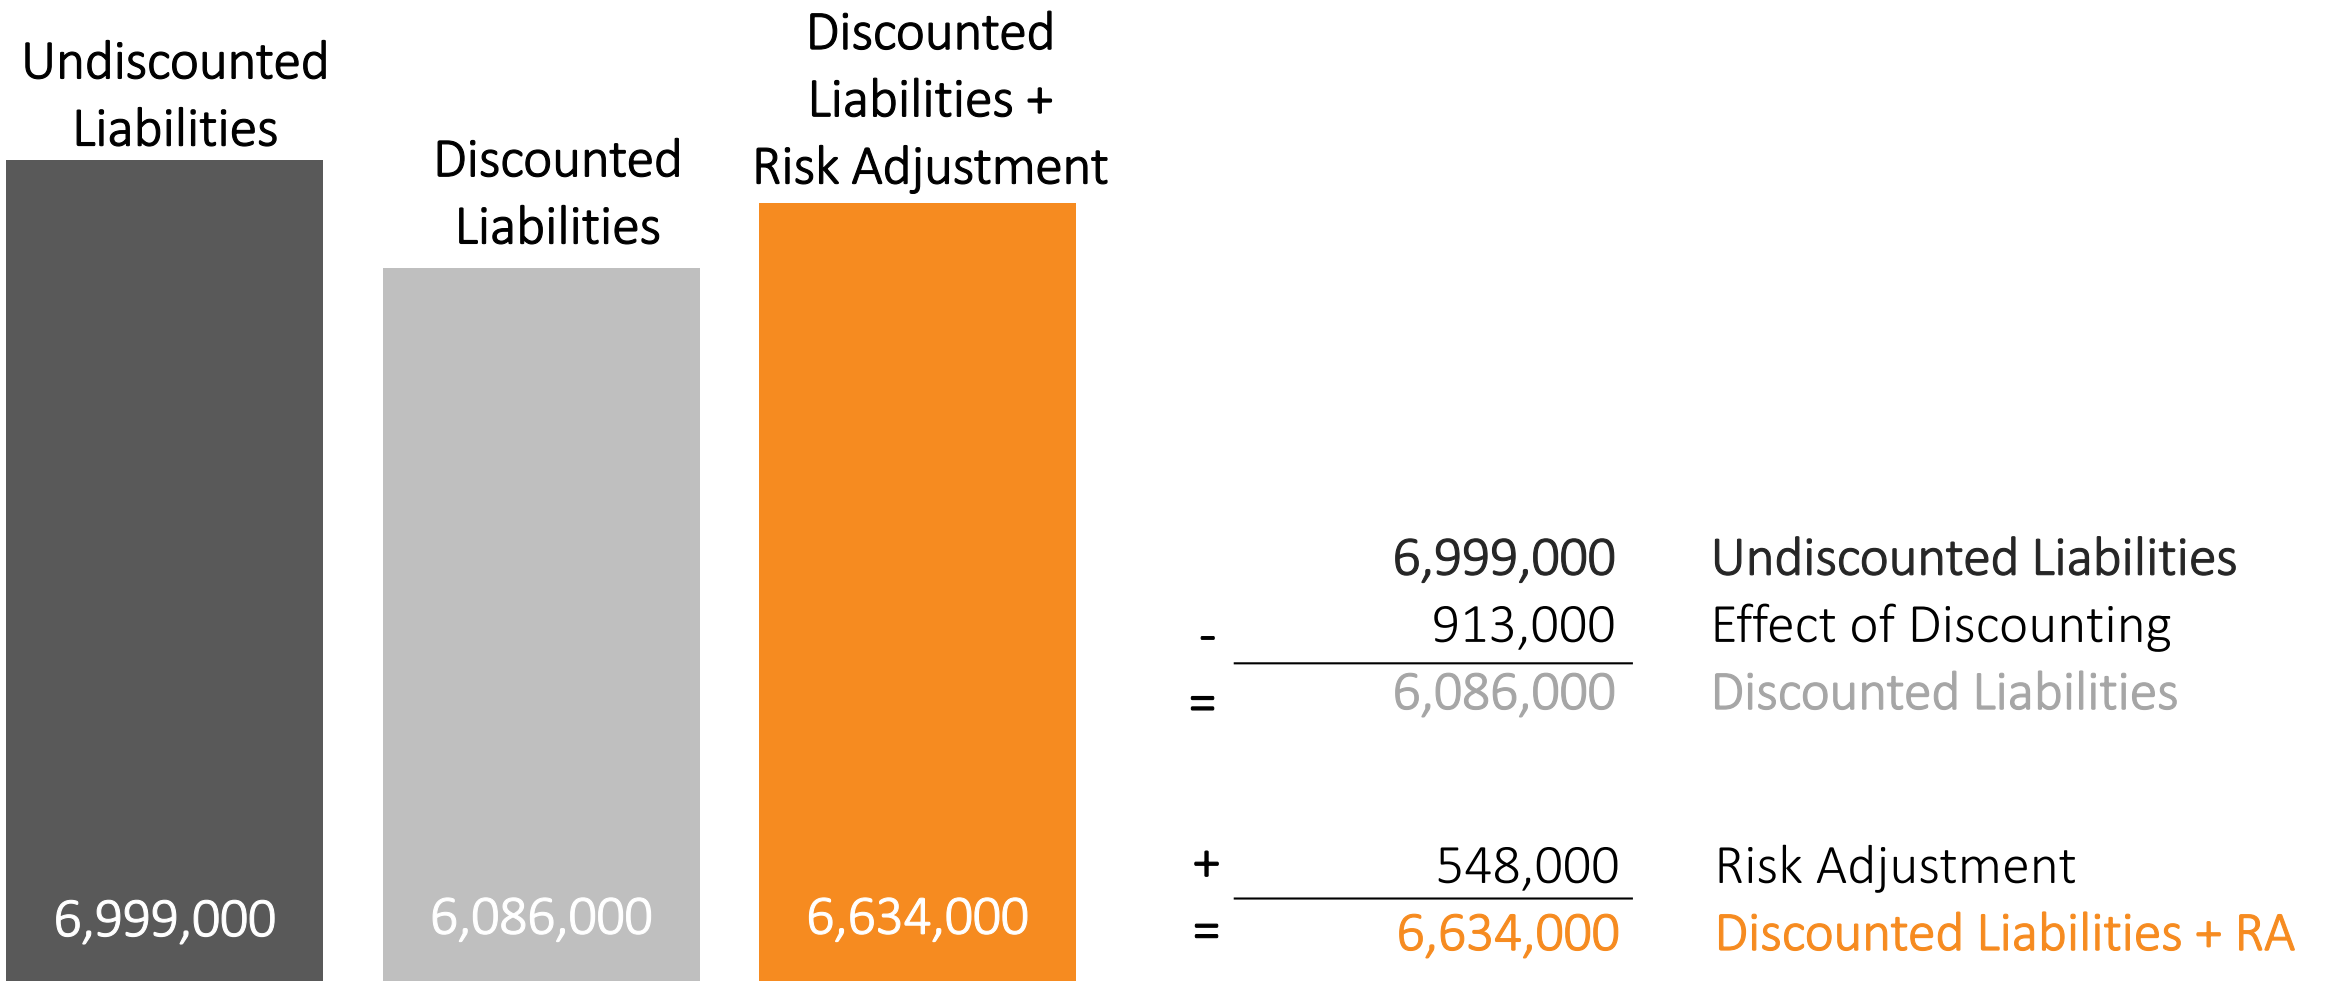 Undiscounted
Liabilities
Discounted
Liabilities
Discounted
Liabilities +
Risk Adjustment
6,999,000
6,086,000
6,634,000
6,999,000 Undiscounted Liabilities
- 913,000 Effect of Discounting
= 6,086,000 Discounted Liabilities
+ 548,000 Risk Adjustment
= 6,634,000 Discounted Liabilities + RA